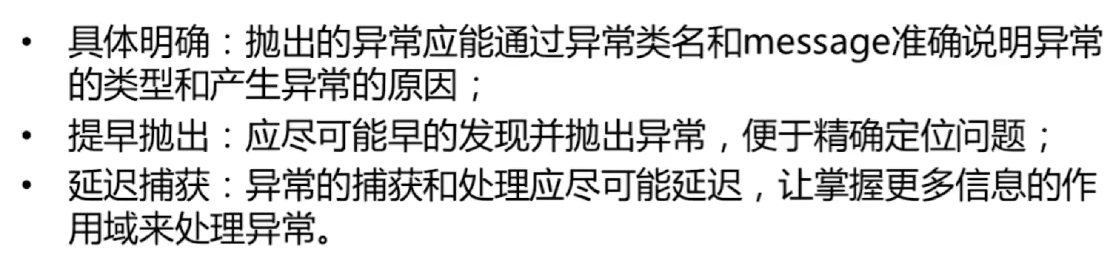 • 具体明确：抛出的异常应能通过异常类名和message准确说明异常
的类型和产生异常的原因；
• 提早抛出：应尽可能早的发现并抛出异常，便于精确定位问题；
• 延迟捕获：异常的捕获和处理应尽可能延迟，让掌握更多信息的作
用域来处理异常。